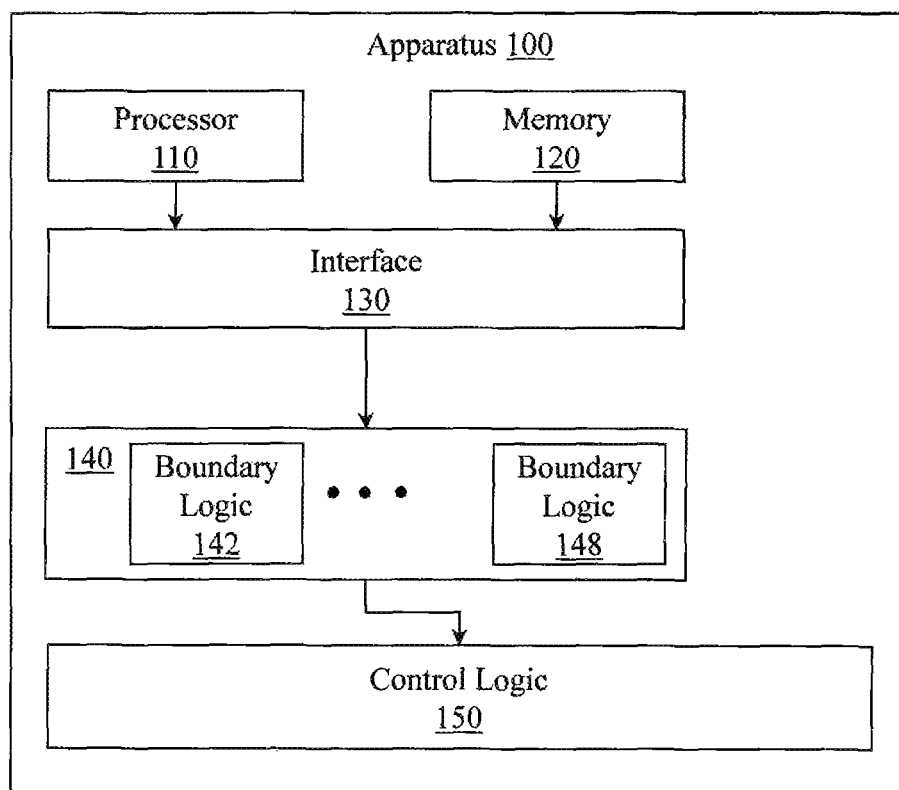 Apparatus 100
Processor
110
Memory
120
Interface
130
140
Boundary
Logic
142
Boundary
Logic
148
Control Logic
150